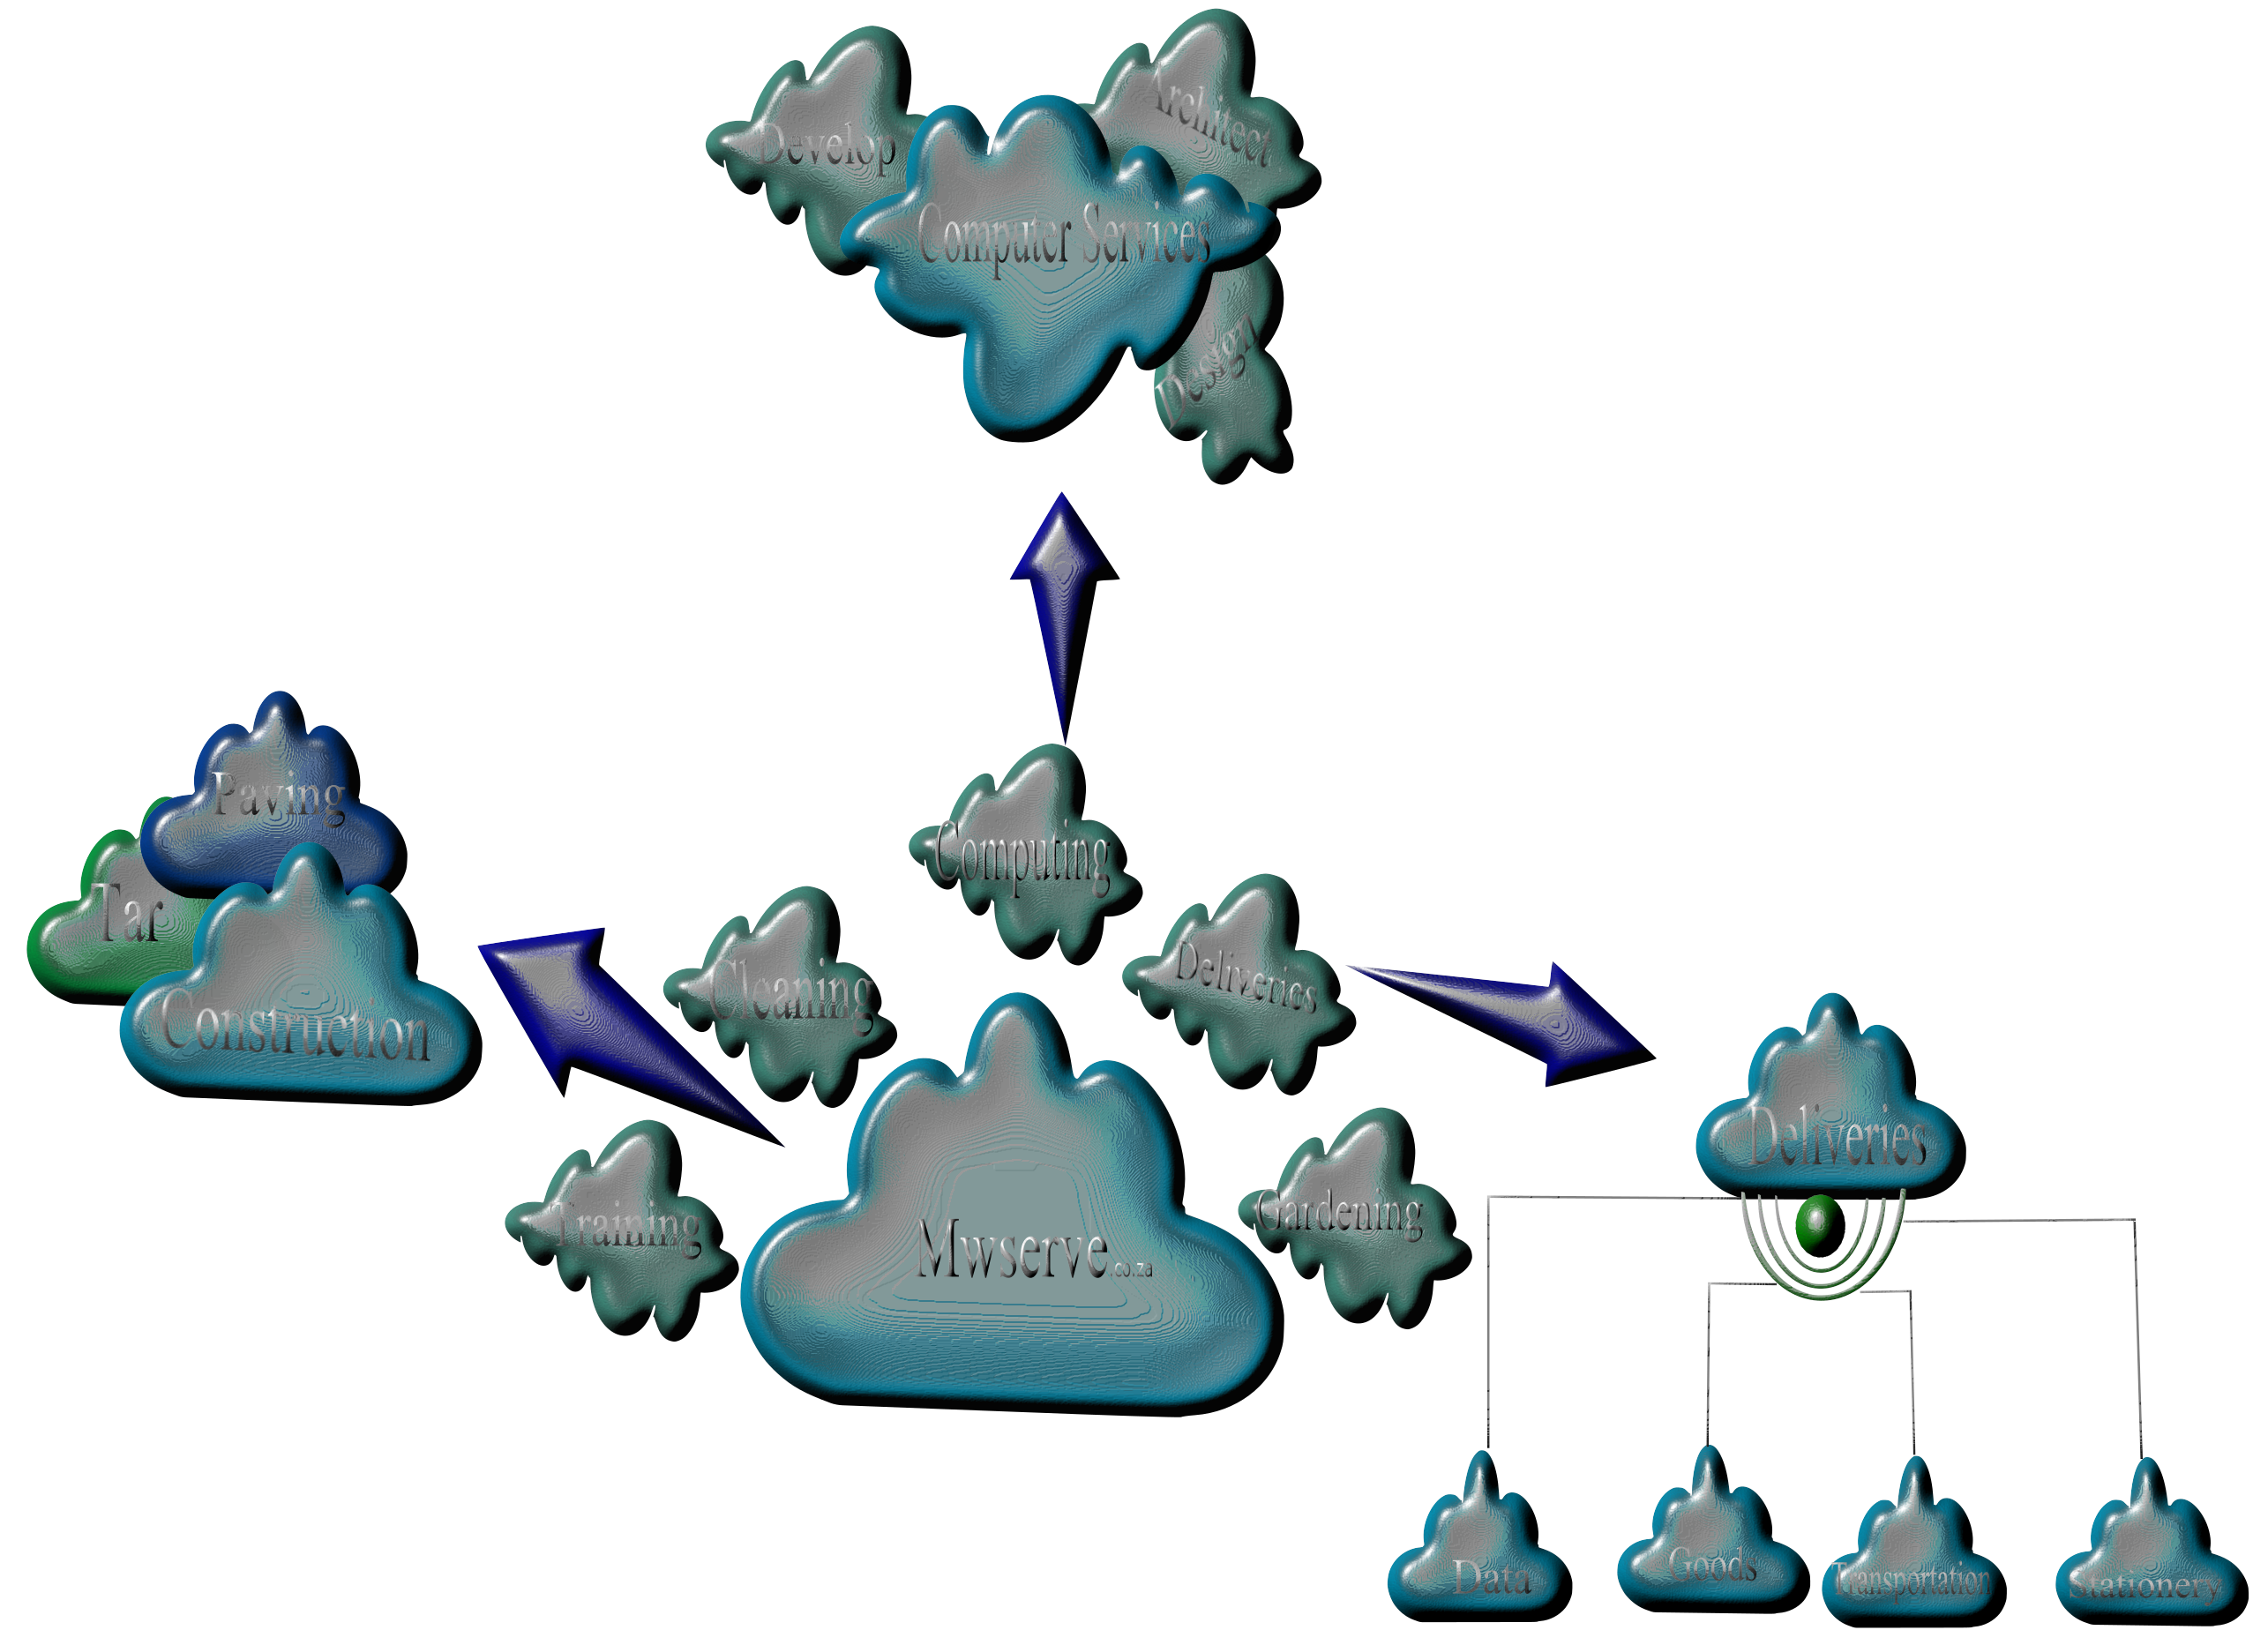 Develop
Architect
Computer Services
Design
Paving
Tar
Construction
Computing
Cleaning
Deliveries
Training
Mwserve.co.za
Gardening
Deliveries
Data
Goods
Transportation
Stationery